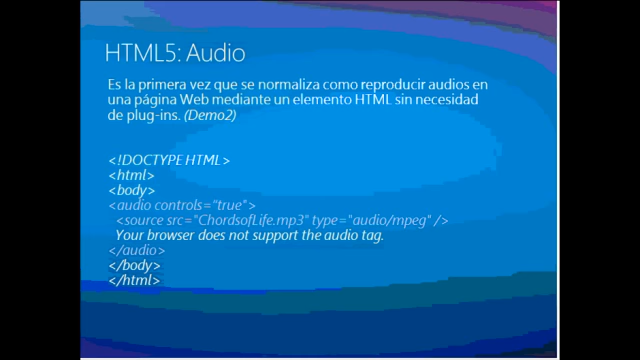 HTML5: Audio
Es la primera vez que se normaliza como reproducir audios en
una página Web mediante un elemento HTML sin necesidad
de plug-ins. (Demo2)
<!DOCTYPE HTML>
<html>
<body>
<audio controls="true">
<source src="ChordsofLife.mp3" type="audio/mpeg" />
Your browser does not support the audio tag.
</audio>
</body>
</html>